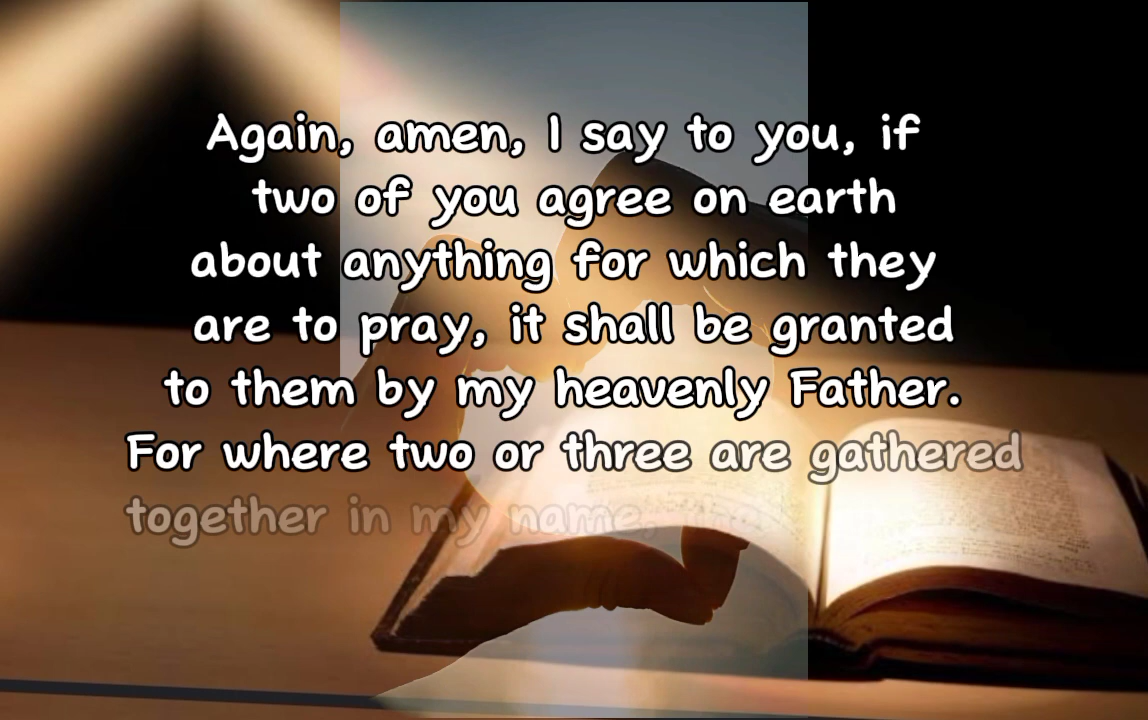 Again, amen, I say to you, if
two of you agree on earth
about anything for which they
are to pray, it shall be granted
to them by my heavenly Father.
For where two or three are gathered
together in my name,